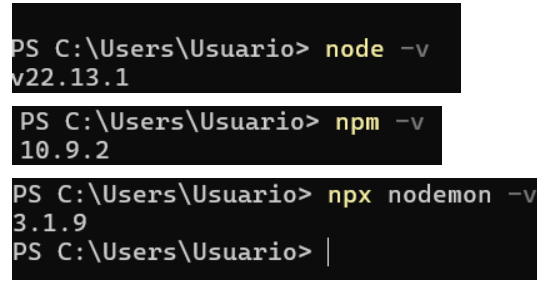 PS C:\Users\Usuario> node -v
v22.13.1
PS C:\Users\Usuario> npm -v
10.9.2
PS C:\Users\Usuario> npx nodemon -v
3.1.9
PS C:\Users\Usuario>